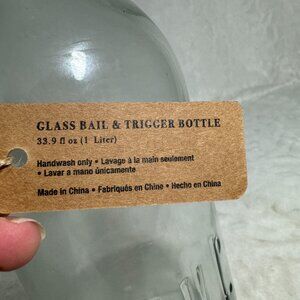 GLASS BAIL & TRIGGER BOTTLE
33.9 fl oz (1 Liter)
Handwash only • Lavage à la main seulement
• Lavar a mano únicamente
Made in China • Fabriqués en Chine • Hecho en China